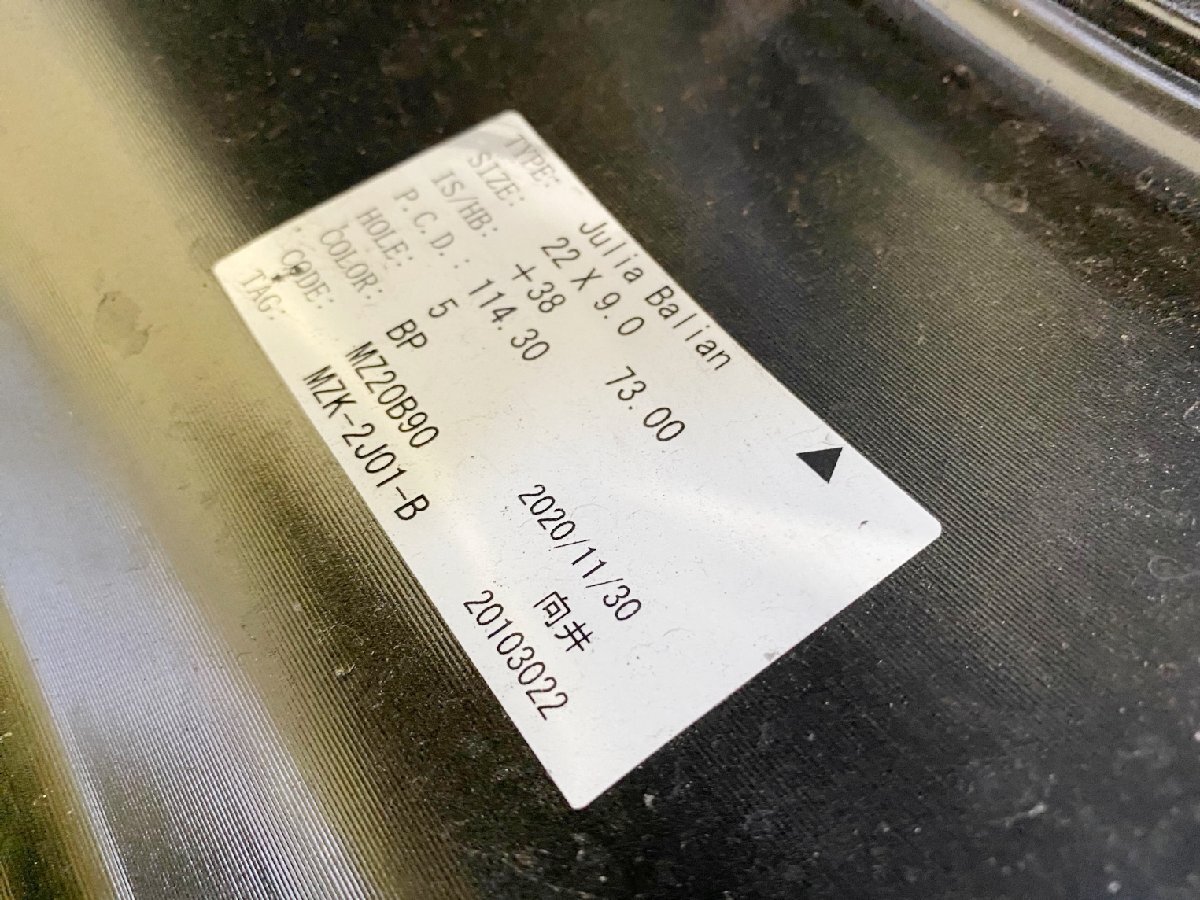 TYPE: Julia Balian
SIZE: 22 X 9.0
IS/HB: +38 73.00
P.C.D.: 114.30
HOLE: 5
COLOR: BP 2020/11/30
CODE: MZ20B90 向井
TAG: MZK-2J01-B 20103022